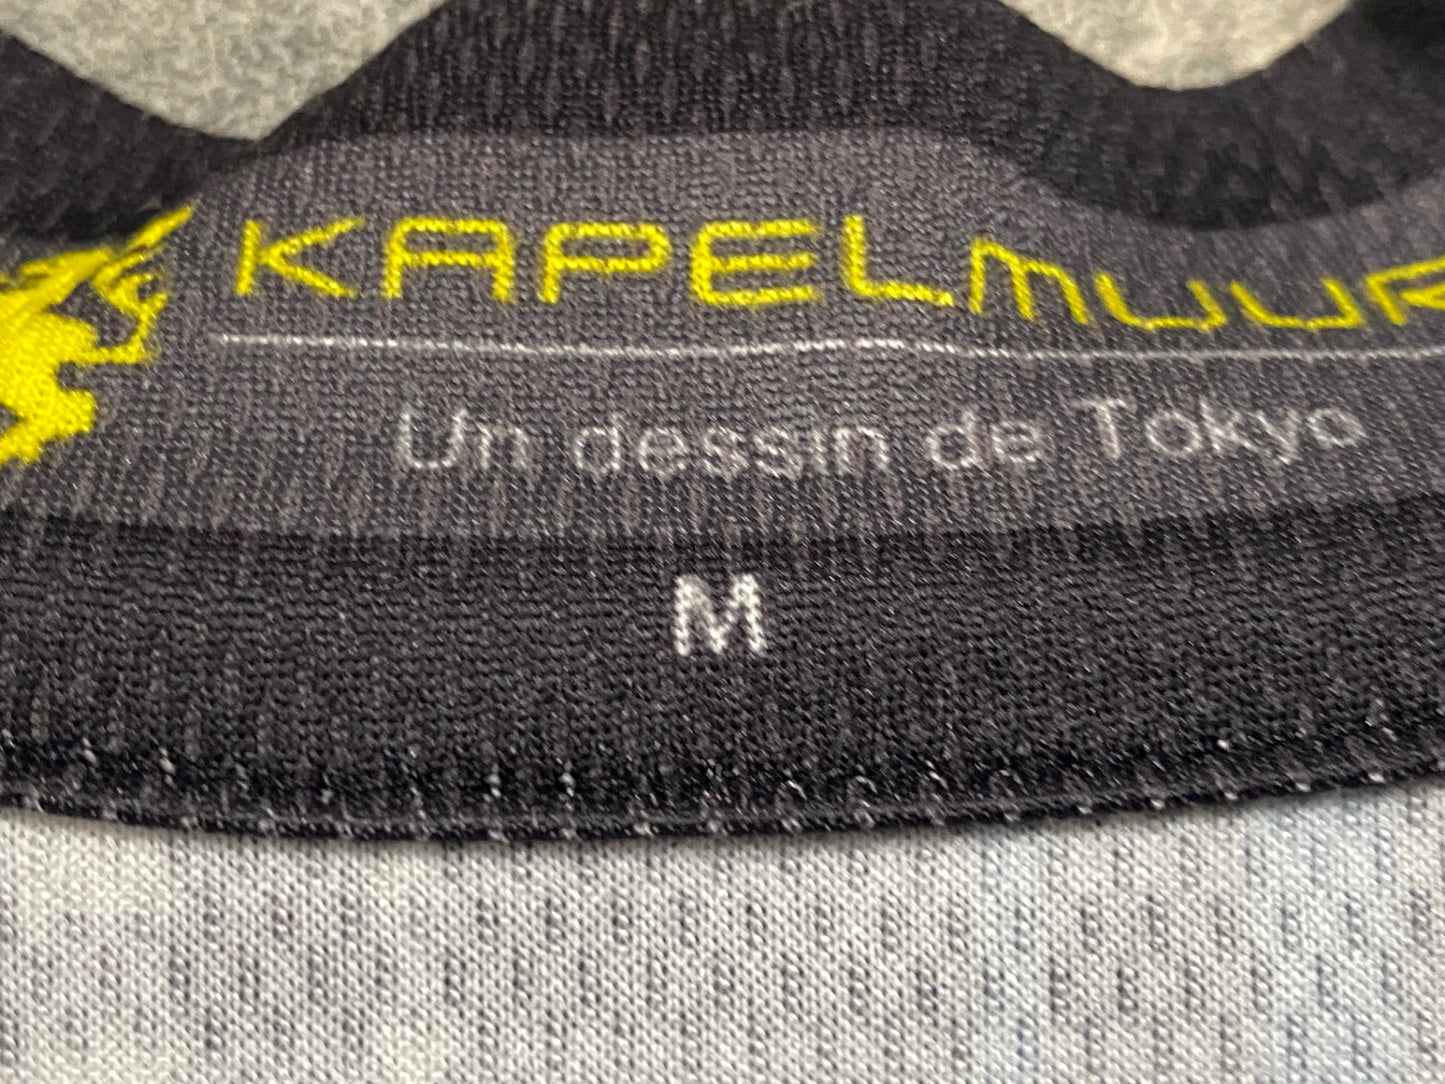 KAPELMUUR
Un dessin de Tokyo
M